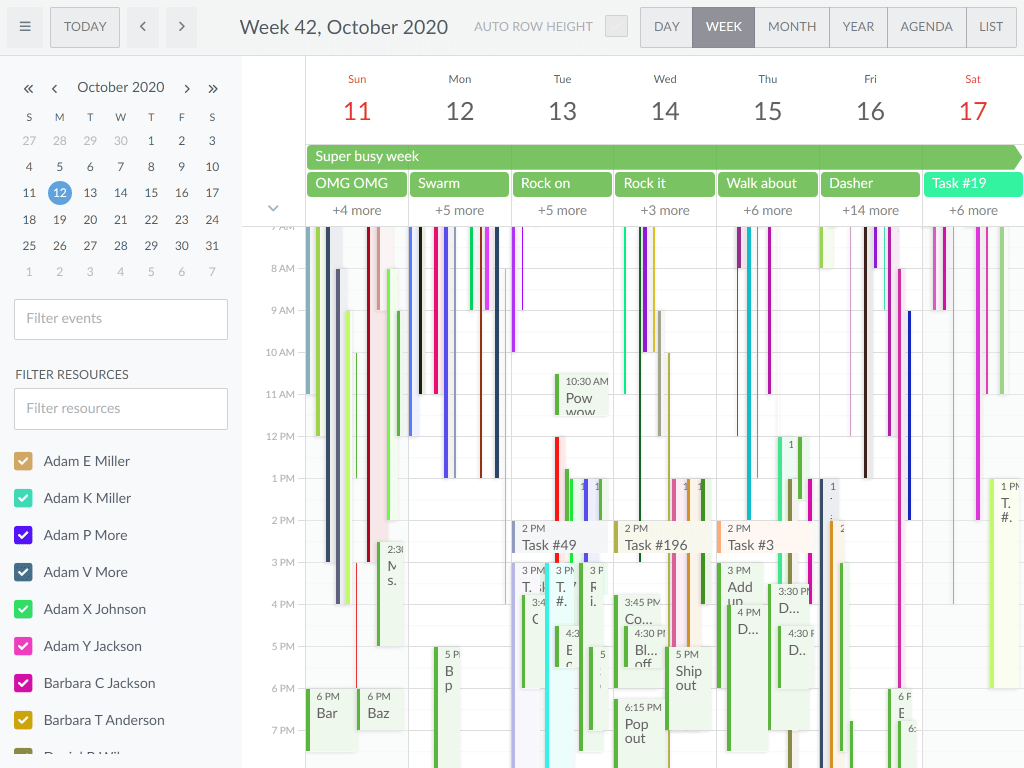 TODAY
Week 42, October 2020
AUTO ROW HEIGHT
DAY WEEK MONTH YEAR AGENDA LIST
October 2020
S M T W T F S
27 28 29 30 1 2 3
4 5 6 7 8 9 10
11 12 13 14 15 16 17
18 19 20 21 22 23 24
25 26 27 28 29 30 31
1 2 3 4 5 6 7
Filter events
FILTER RESOURCES
Filter resources
Adam E Miller
Adam K Miller
Adam P More
Adam V More
Adam X Johnson
Adam Y Jackson
Barbara C Jackson
Barbara T Anderson
Sun Mon Tue Wed Thu Fri Sat
11 12 13 14 15 16 17
Super busy week
OMG OMG Swarm Rock on Rock it Walk about Dasher Task #19
+4 more +5 more +5 more +3 more +6 more +14 more +6 more
7 AM
8 AM
9 AM
10 AM
11 AM
12 PM
1 PM
2 PM
3 PM
4 PM
5 PM
6 PM
7 PM
6 PM
Bar
6 PM
Baz
10:30 AM
Pow
wow
2 PM
Task #49
3 PM
2 PM
Task #196
3:45 PM
Co...
4:30 PM
Bl...
off
5 PM
Ship
out
6:15 PM
Pop
out
2 PM
Task #3
3 PM
Add
up
4 PM
D...
3:30 PM
D...
4:30 P
D..
1 PM
T.
#.